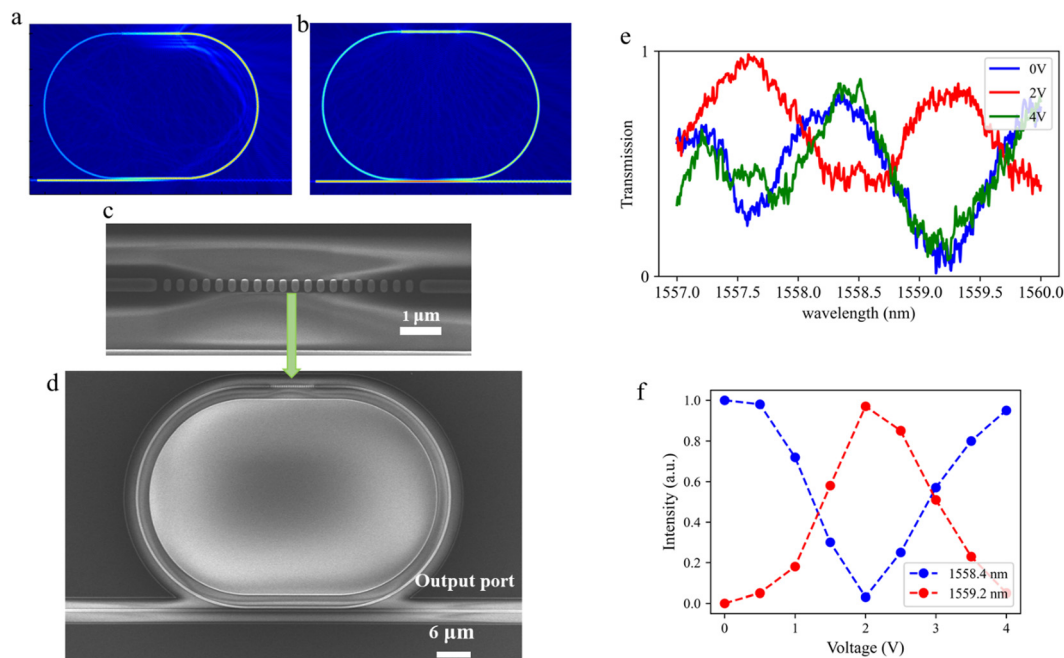 a
b
c
1 µm
d
Output port
6 µm
e
1
0
Transmission
0V
2V
4V
1557.0 1557.5 1558.0 1558.5 1559.0 1559.5 1560.0
wavelength (nm)
f
1.0
0.8
0.6
0.4
0.2
0.0
Intensity (a.u.)
1558.4 nm
1559.2 nm
0 1 2 3 4
Voltage (V)